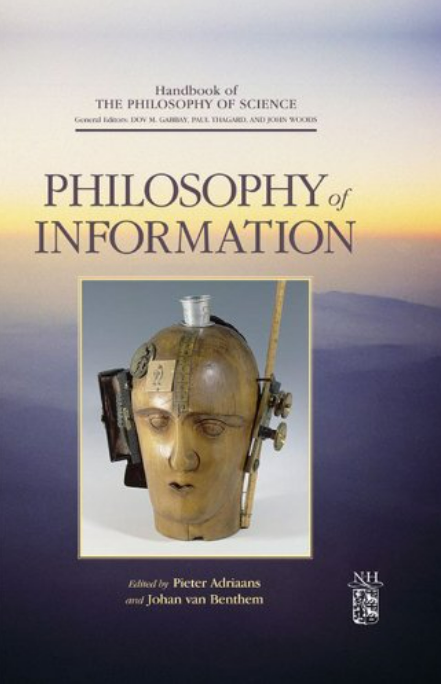 Handbook of
THE PHILOSOPHY OF SCIENCE
General Editors: DOV M. GABBAY, PAUL THAGARD, AND JOHN WOODS
PHILOSOPHY of
INFORMATION
Edited by Pieter Adriaans
and Johan van Benthem
NH